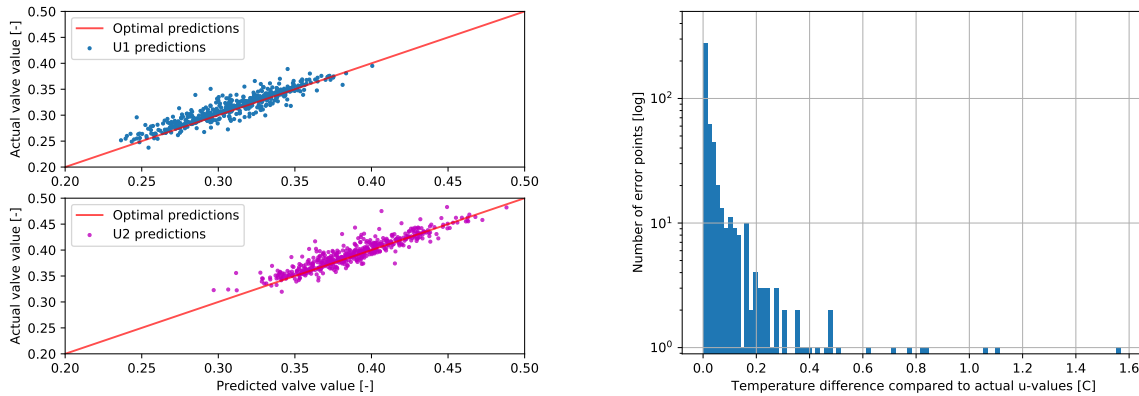 0.50
0.45
0.40
0.35
0.30
0.25
0.20
Actual valve value [-]
Optimal predictions
U1 predictions
0.20 0.25 0.30 0.35 0.40 0.45 0.50
0.50
0.45
0.40
0.35
0.30
0.25
0.20
Actual valve value [-]
Optimal predictions
U2 predictions
0.20 0.25 0.30 0.35 0.40 0.45 0.50
Predicted valve value [-]
Number of error points [log]
10²
10¹
10⁰
0.0 0.2 0.4 0.6 0.8 1.0 1.2 1.4 1.6
Temperature difference compared to actual u-values [C]